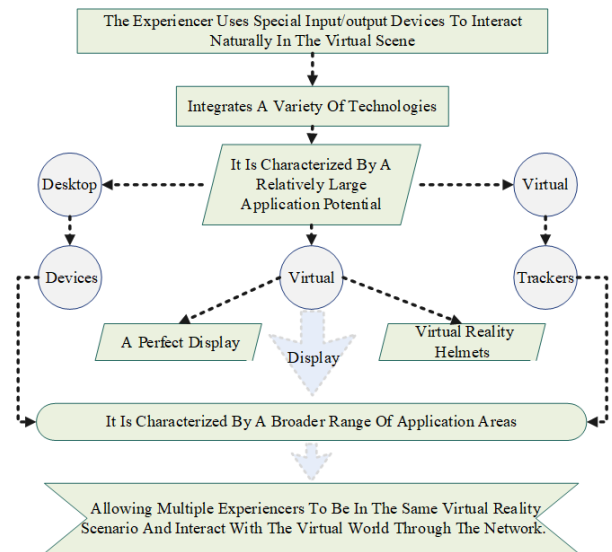 The Experiencer Uses Special Input/output Devices To Interact
Naturally In The Virtual Scene
Integrates A Variety Of Technologies
It Is Characterized By A
Relatively Large
Application Potential
Desktop
Virtual
Devices
Virtual
Trackers
A Perfect Display
Display
Virtual Reality
Helmets
It Is Characterized By A Broader Range Of Application Areas
Allowing Multiple Experiencers To Be In The Same Virtual Reality
Scenario And Interact With The Virtual World Through The Network.